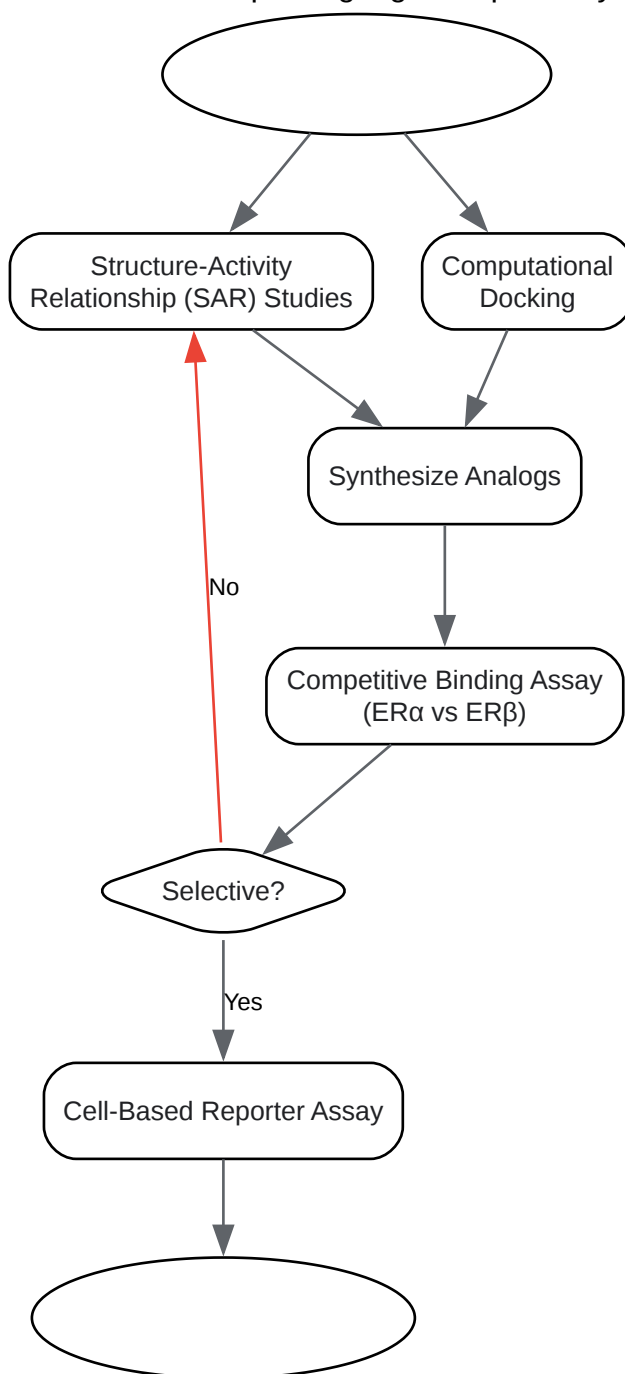 Structure-Activity
Relationship (SAR) Studies
Computational
Docking
Synthesize Analogs
No
Competitive Binding Assay
(ERα vs ERβ)
Selective?
Yes
Cell-Based Reporter Assay